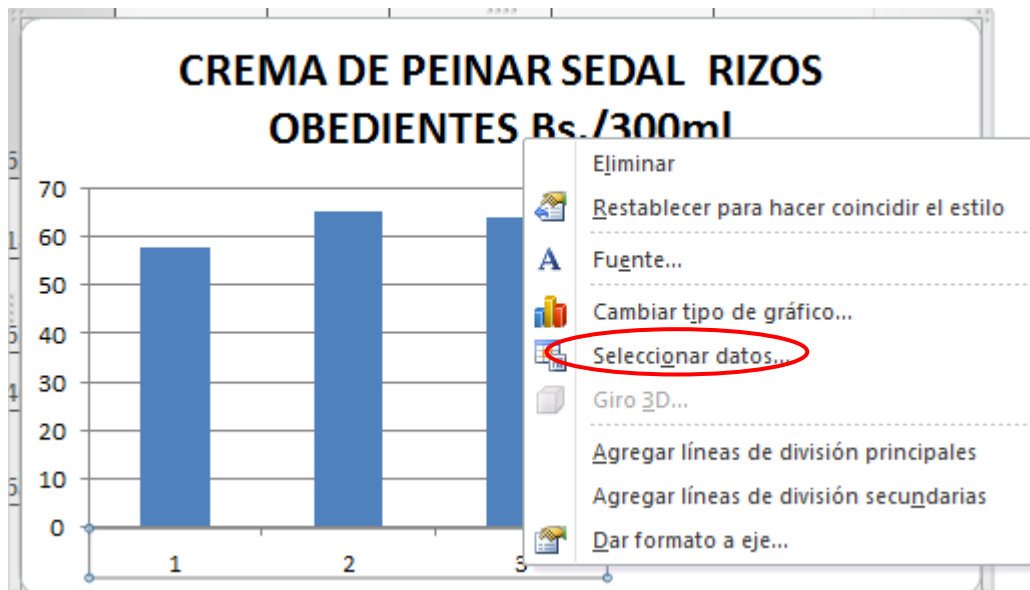 CREMA DE PEINAR SEDAL RIZOS
OBEDIENTES Bs./300ml
70
60
50
40
30
20
10
0
1
2
3
Eliminar
Restablecer para hacer coincidir el estilo
A Fuente...
Cambiar tipo de gráfico...
Seleccionar datos...
Giro 3D...
Agregar líneas de división principales
Agregar líneas de división secundarias
Dar formato a eje...